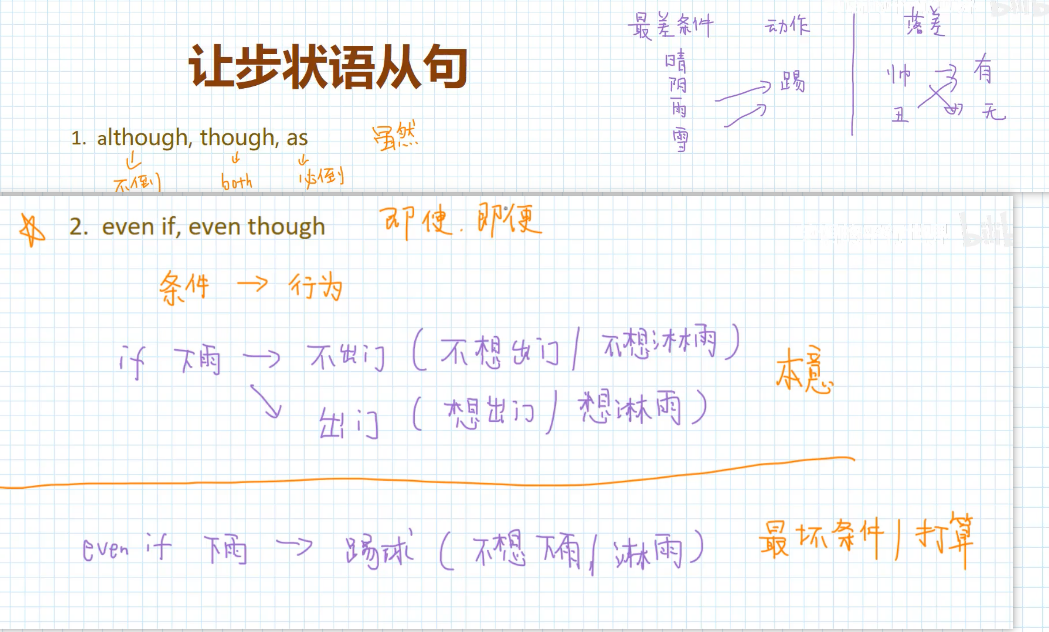 最差条件 动作 落差
让步状语从句
晴
阴
雨
雪
踢
帅 有
丑 无
1. although, though, as 虽然
不倒 both 必倒
2. even if, even though 即使.即便
条件 → 行为
if 下雨 → 不出门 (不想出门/不想淋雨)
出门 (想出门/想淋雨)
本意
even if 下雨 → 踢球 (不想下雨/淋雨)
最坏条件/打算